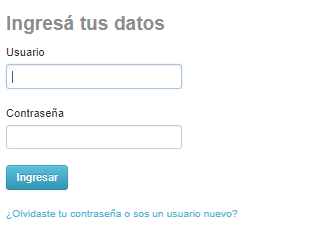 Ingresá tus datos
Usuario
Contraseña
Ingresar
¿Olvidaste tu contraseña o sos un usuario nuevo?